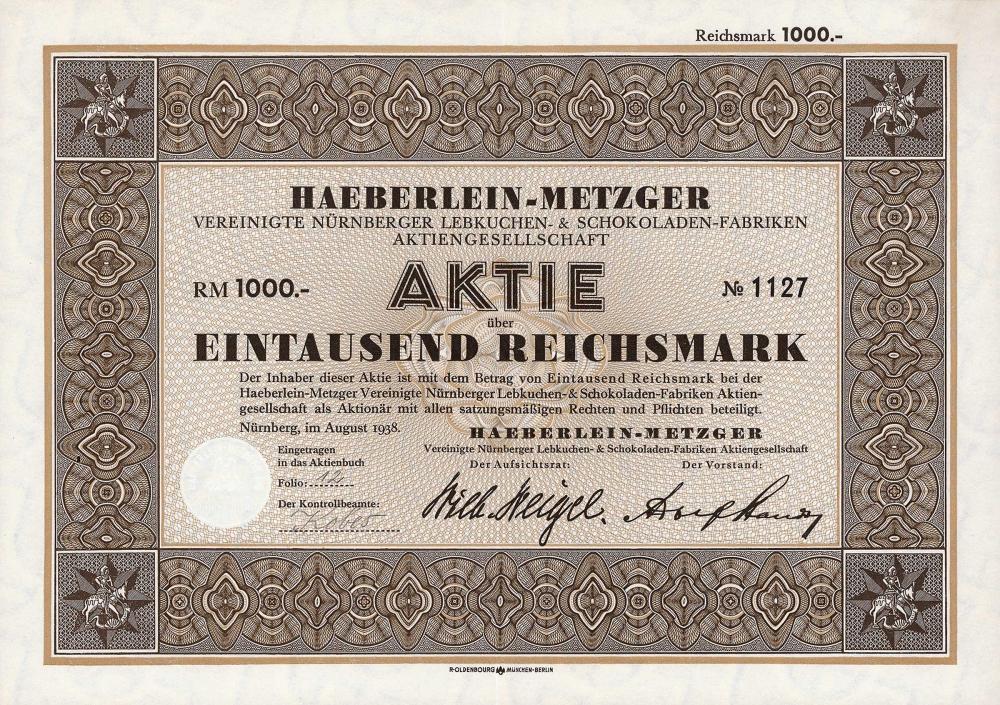 Reichsmark 1000.-
HAEBERLEIN-METZGER
VEREINIGTE NÜRNBERGER LEBKUCHEN- & SCHOKOLADEN-FABRIKEN
AKTIENGESELLSCHAFT
RM 1000.- AKTIE № 1127
über
EINTAUSEND REICHSMARK
Der Inhaber dieser Aktie ist mit dem Betrag von Eintausend Reichsmark bei der
Haeberlein-Metzger Vereinigte Nürnberger Lebkuchen-& Schokoladen-Fabriken Aktien-
gesellschaft als Aktionär mit allen satzungsmäßigen Rechten und Pflichten beteiligt.
Nürnberg, im August 1938.
HAEBERLEIN-METZGER
Vereinigte Nürnberger Lebkuchen- & Schokoladen-Fabriken Aktiengesellschaft
Der Aufsichtsrat: Der Vorstand:
Eingetragen
in das Aktienbuch
Folio:
Der Kontrollbeamte:
Wilh. Weigel.
R·OLDENBOURG MÜNCHEN·BERLIN